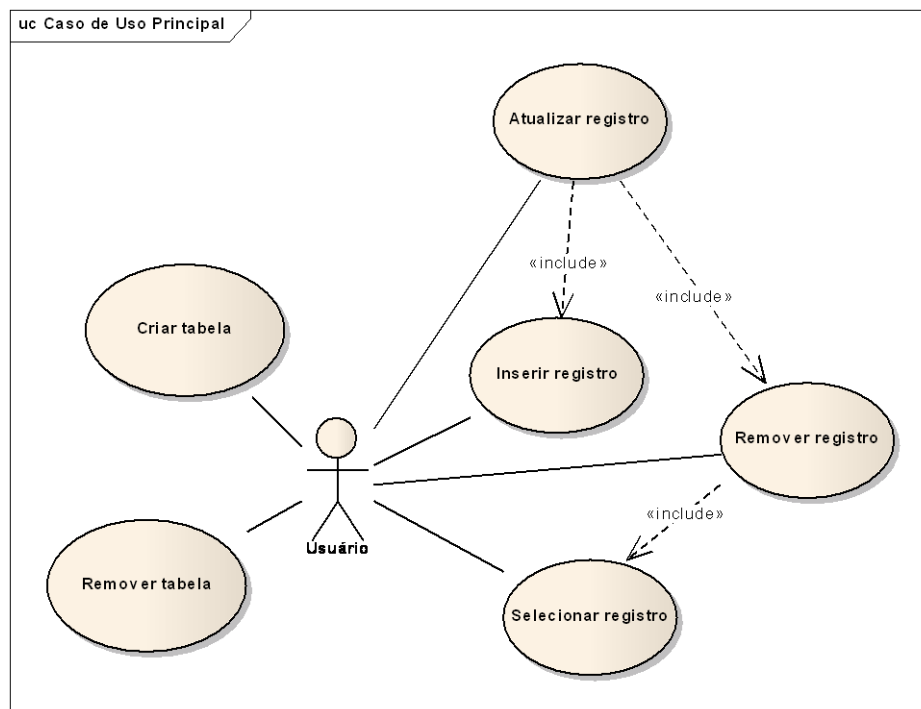 uc Caso de Uso Principal
Atualizar registro
«include»
«include»
Criar tabela
Inserir registro
Remover registro
«include»
Usuário
Remover tabela
Selecionar registro